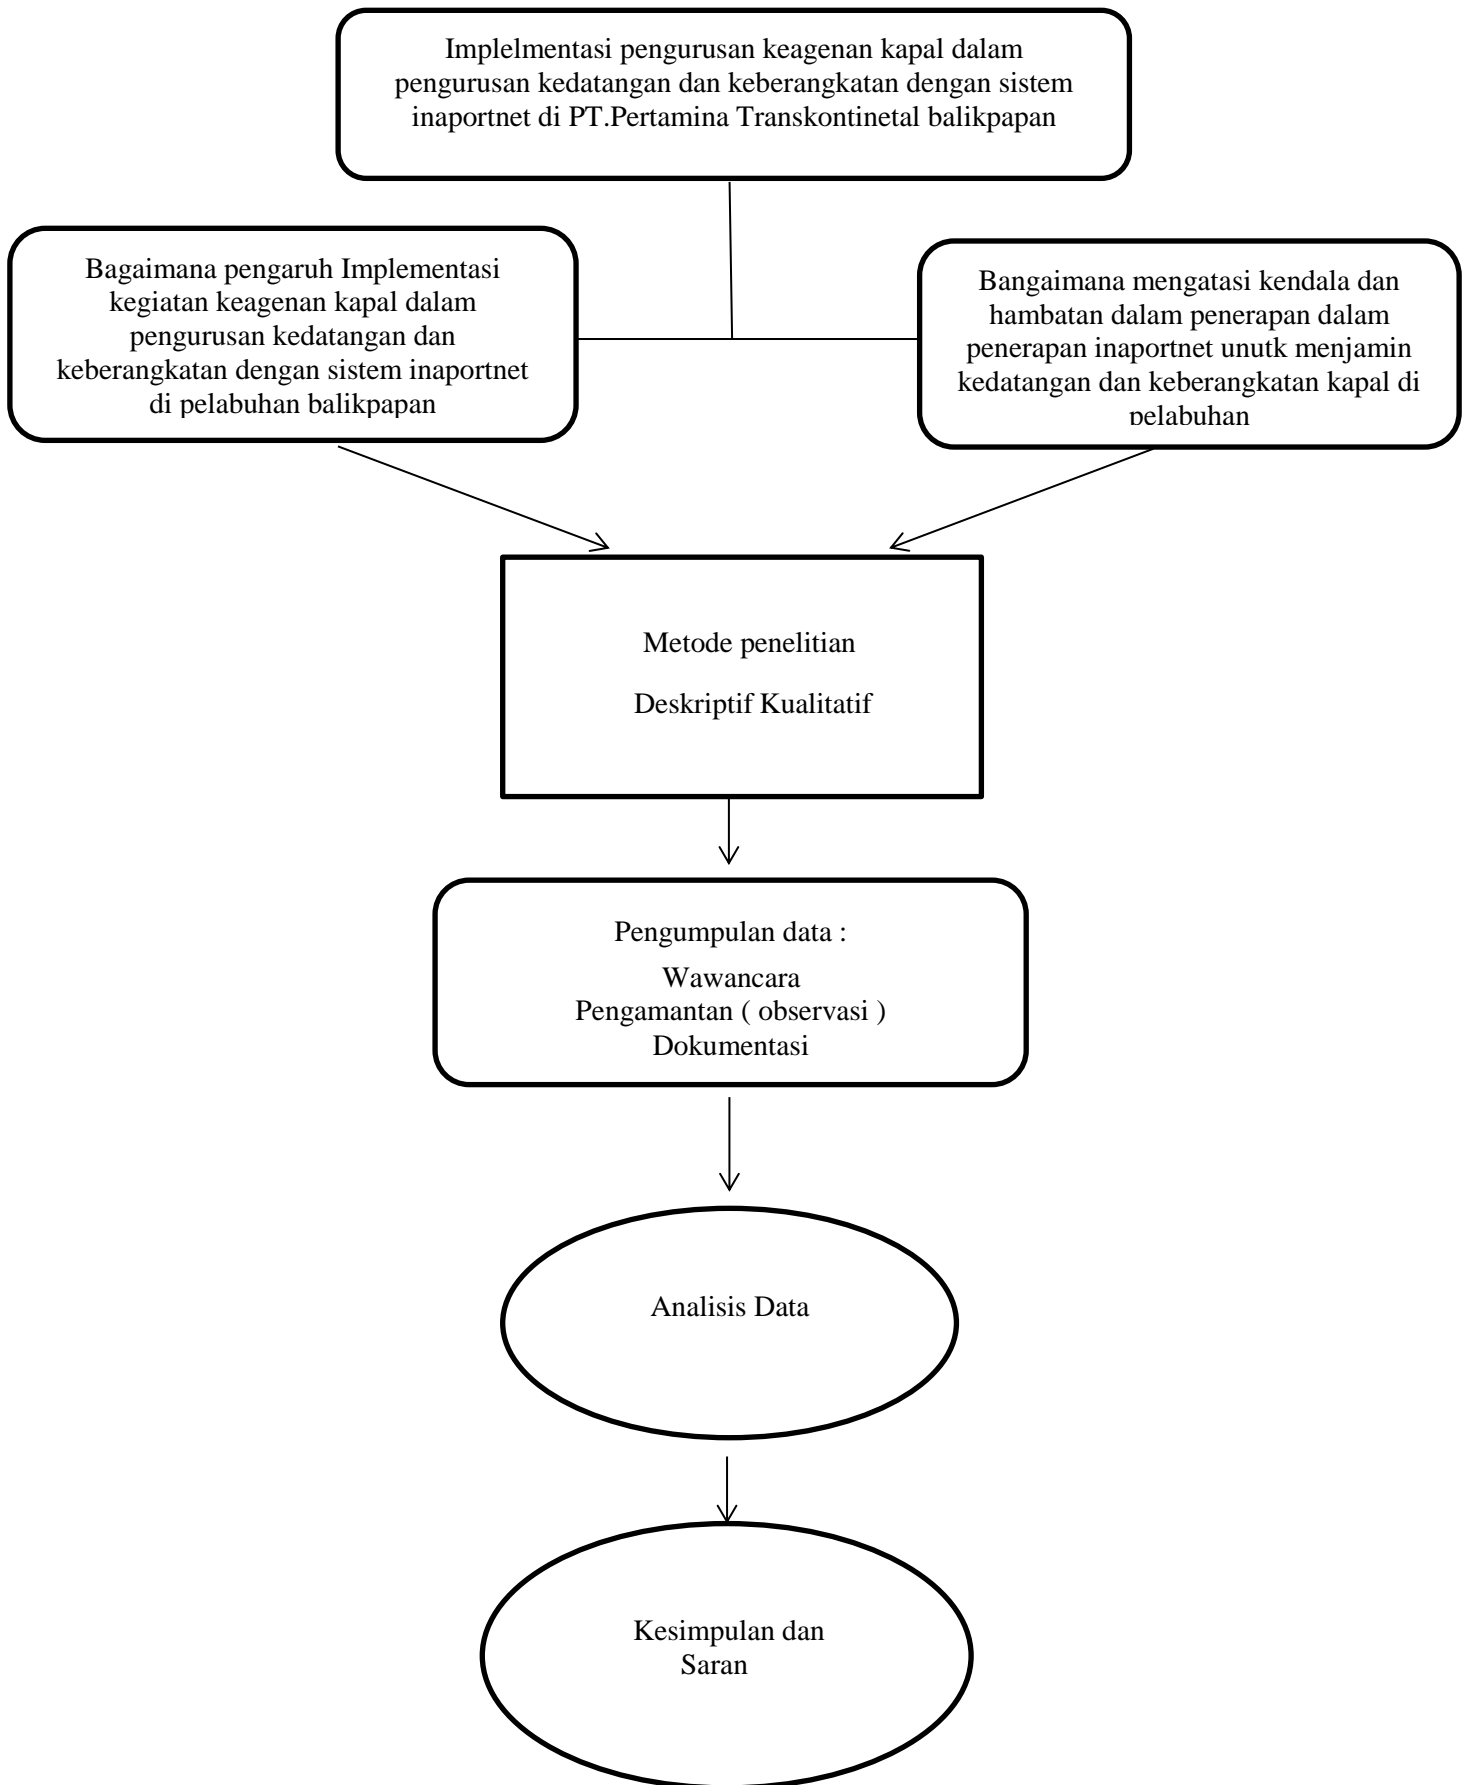 Implelmentasi pengurusan keagenan kapal dalam
pengurusan kedatangan dan keberangkatan dengan sistem
inaportnet di PT.Pertamina Transkontinetal balikpapan
Bagaimana pengaruh Implementasi
kegiatan keagenan kapal dalam
pengurusan kedatangan dan
keberangkatan dengan sistem inaportnet
di pelabuhan balikpapan
Bangaimana mengatasi kendala dan
hambatan dalam penerapan dalam
penerapan inaportnet unutk menjamin
kedatangan dan keberangkatan kapal di
pelabuhan
Metode penelitian
Deskriptif Kualitatif
Pengumpulan data :
Wawancara
Pengamantan ( observasi )
Dokumentasi
Analisis Data
Kesimpulan dan
Saran